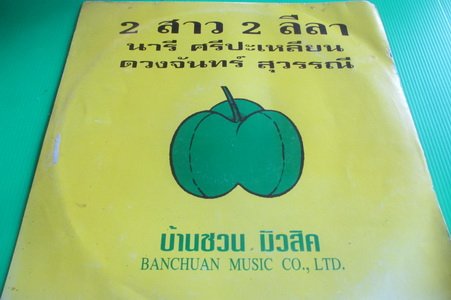 2 สาว 2 ลีลา
นารี ศรีปะเหลียน
ดวงจันทร์ สุวรรณี
บ้านชวน มิวสิค
BANCHUAN MUSIC CO., LTD.